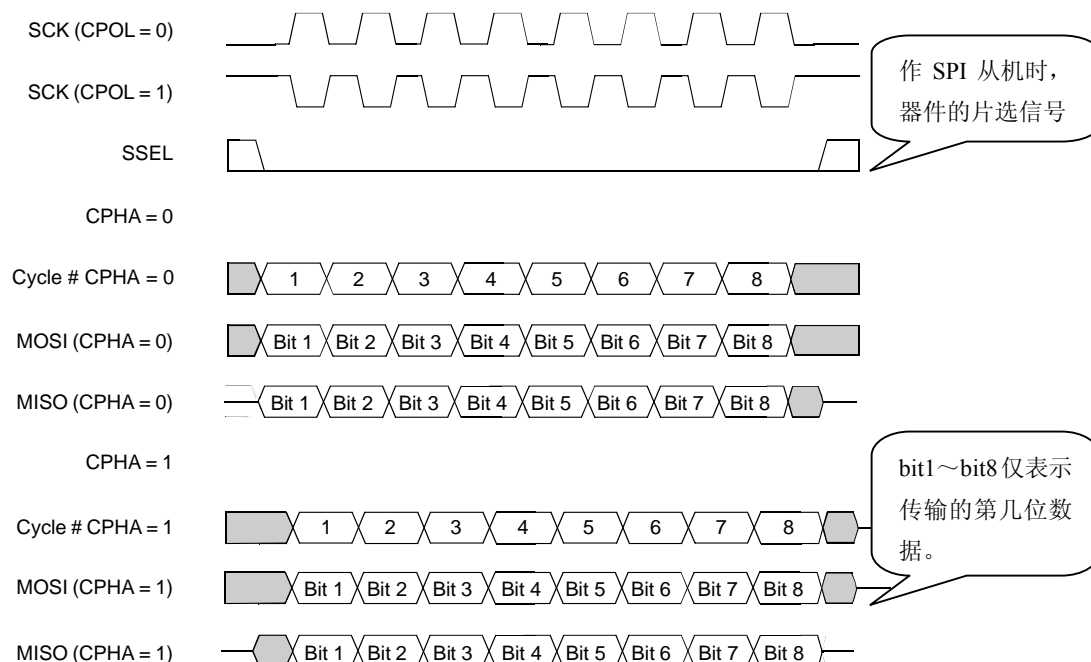 SCK (CPOL = 0)
SCK (CPOL = 1)
作 SPI 从机时，
器件的片选信号
SSEL
CPHA = 0
Cycle # CPHA = 0 1 2 3 4 5 6 7 8
MOSI (CPHA = 0) Bit 1 Bit 2 Bit 3 Bit 4 Bit 5 Bit 6 Bit 7 Bit 8
MISO (CPHA = 0) Bit 1 Bit 2 Bit 3 Bit 4 Bit 5 Bit 6 Bit 7 Bit 8
CPHA = 1
bit1～bit8仅表示
传输的第几位数
据。
Cycle # CPHA = 1 1 2 3 4 5 6 7 8
MOSI (CPHA = 1) Bit 1 Bit 2 Bit 3 Bit 4 Bit 5 Bit 6 Bit 7 Bit 8
MISO (CPHA = 1) Bit 1 Bit 2 Bit 3 Bit 4 Bit 5 Bit 6 Bit 7 Bit 8